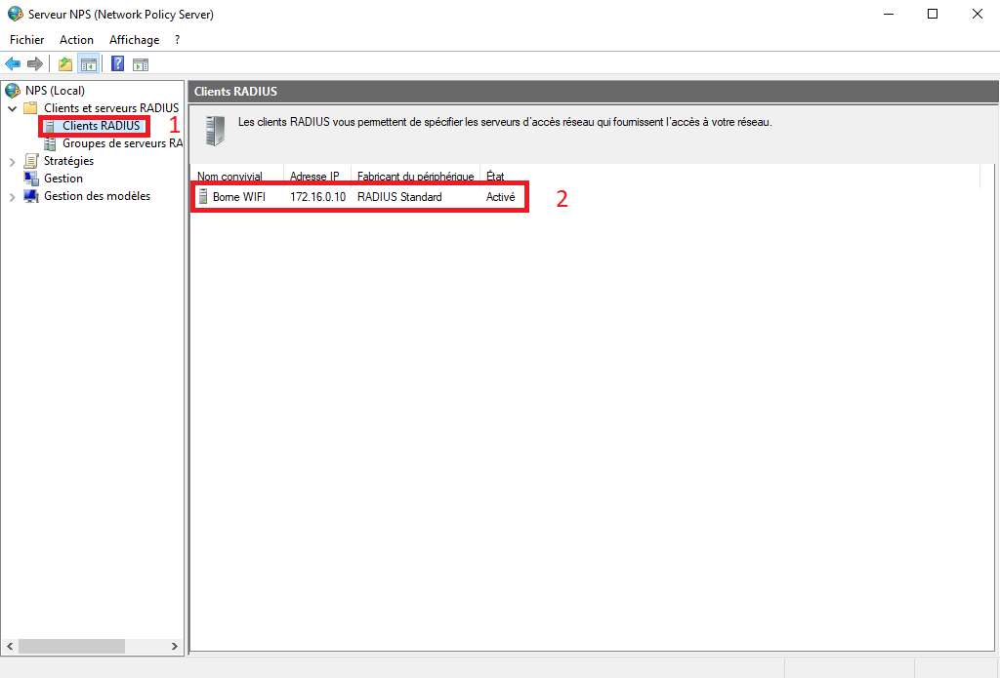 Serveur NPS (Network Policy Server)
Fichier Action Affichage ?
NPS (Local)
Clients et serveurs RADIUS
Clients RADIUS 1
Groupes de serveurs RA
Stratégies
Gestion
Gestion des modèles
Clients RADIUS
Les clients RADIUS vous permettent de spécifier les serveurs d'accès réseau qui fournissent l'accès à votre réseau.
Nom convivial Adresse IP Fabricant du périphérique État
Borne WIFI 172.16.0.10 RADIUS Standard Activé 2